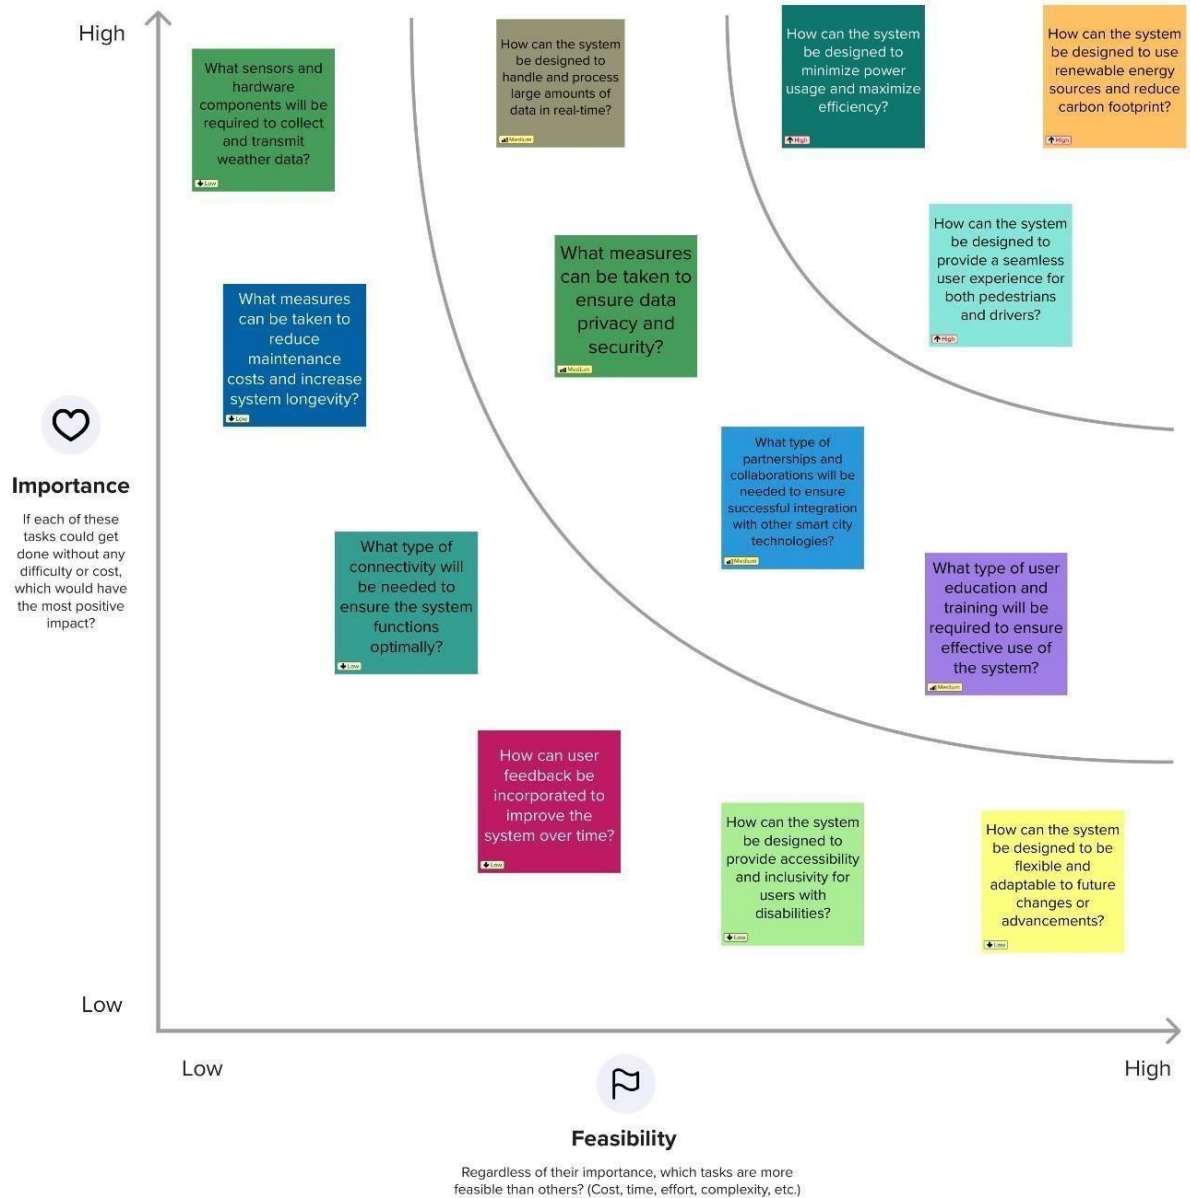 High
What sensors and
hardware
components will be
required to collect
and transmit
weather data?
Low
How can the system
be designed to
handle and process
large amounts of
data in real-time?
Medium
How can the system
be designed to
minimize power
usage and maximize
efficiency?
High
How can the system
be designed to use
renewable energy
sources and reduce
carbon footprint?
High
How can the system
be designed to
provide a seamless
user experience for
both pedestrians
and drivers?
High
What measures
can be taken to
ensure data
privacy and
security?
Medium
What measures
can be taken to
reduce
maintenance
costs and increase
system longevity?
Low
Importance
If each of these
tasks could get
done without any
difficulty or cost,
which would have
the most positive
impact?
What type of
partnerships and
collaborations will be
needed to ensure
successful integration
with other smart city
technologies?
Medium
What type of
connectivity will
be needed to
ensure the system
functions
optimally?
Low
What type of user
education and
training will be
required to ensure
effective use of
the system?
Medium
How can user
feedback be
incorporated to
improve the
system over time?
Low
How can the system
be designed to
provide accessibility
and inclusivity for
users with
disabilities?
Low
How can the system
be designed to be
flexible and
adaptable to future
changes or
advancements?
Low
Low
Low
High
Feasibility
Regardless of their importance, which tasks are more
feasible than others? (Cost, time, effort, complexity, etc.)